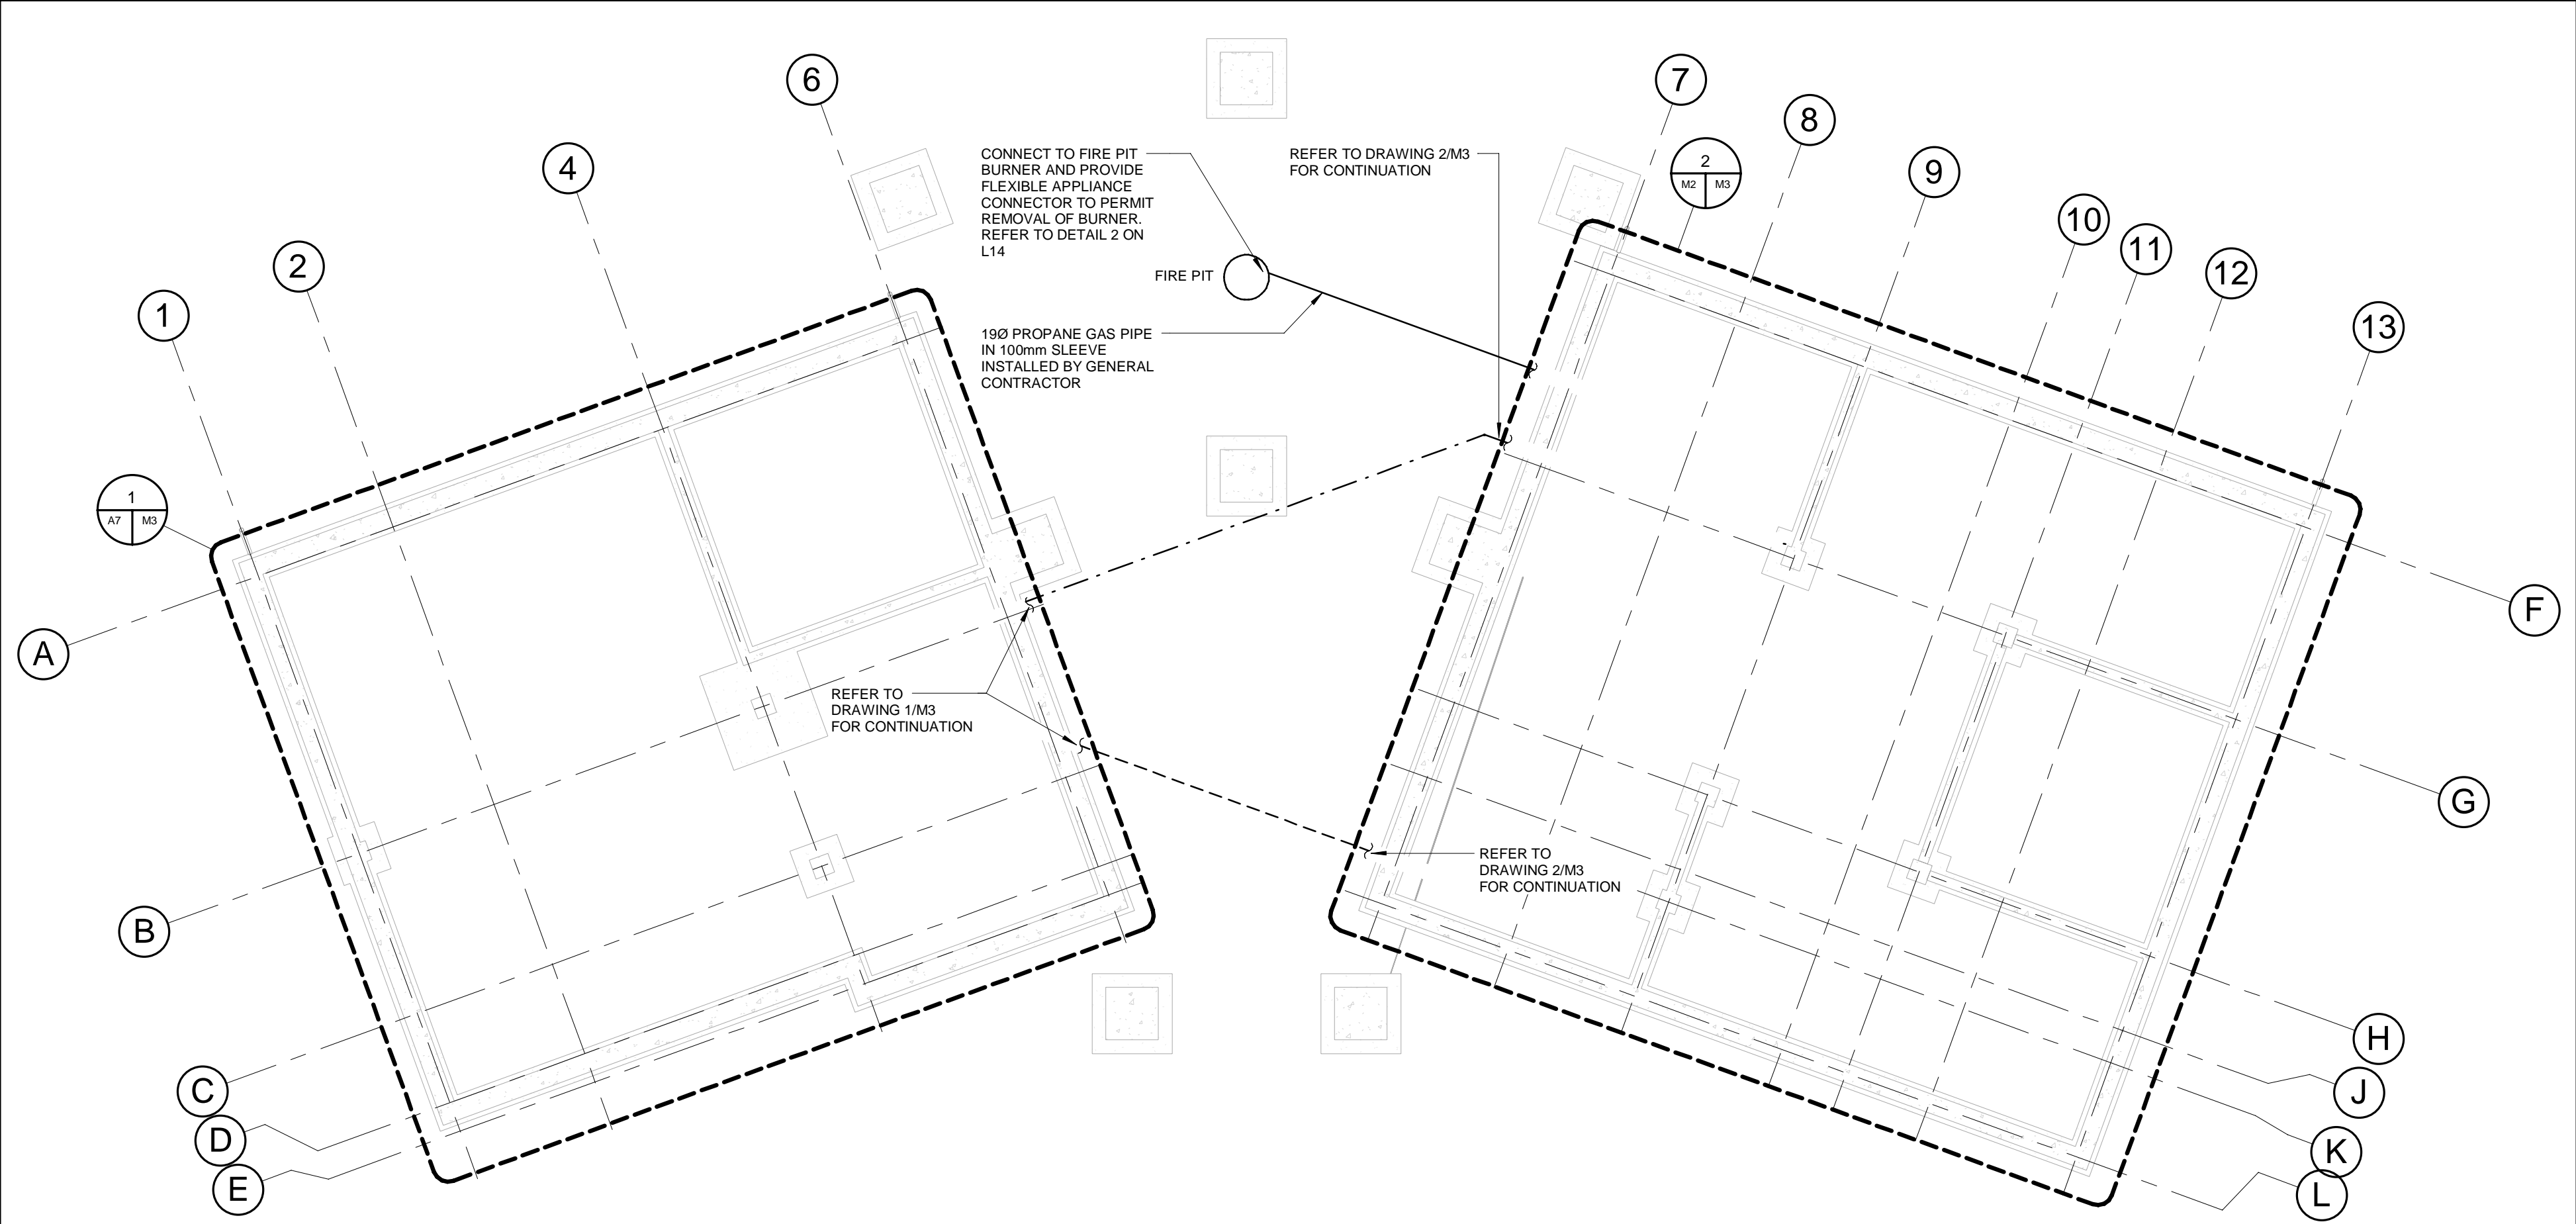 6
7
8
4
9
CONNECT TO FIRE PIT
BURNER AND PROVIDE
FLEXIBLE APPLIANCE
CONNECTOR TO PERMIT
REMOVAL OF BURNER.
REFER TO DETAIL 2 ON
L14
REFER TO DRAWING 2/M3
FOR CONTINUATION
2
M2 M3
10
11
12
13
2
1
FIRE PIT
19Ø PROPANE GAS PIPE
IN 100mm SLEEVE
INSTALLED BY GENERAL
CONTRACTOR
1
A7 M3
A
F
REFER TO
DRAWING 1/M3
FOR CONTINUATION
G
REFER TO
DRAWING 2/M3
FOR CONTINUATION
B
H
C
J
D
K
E
L